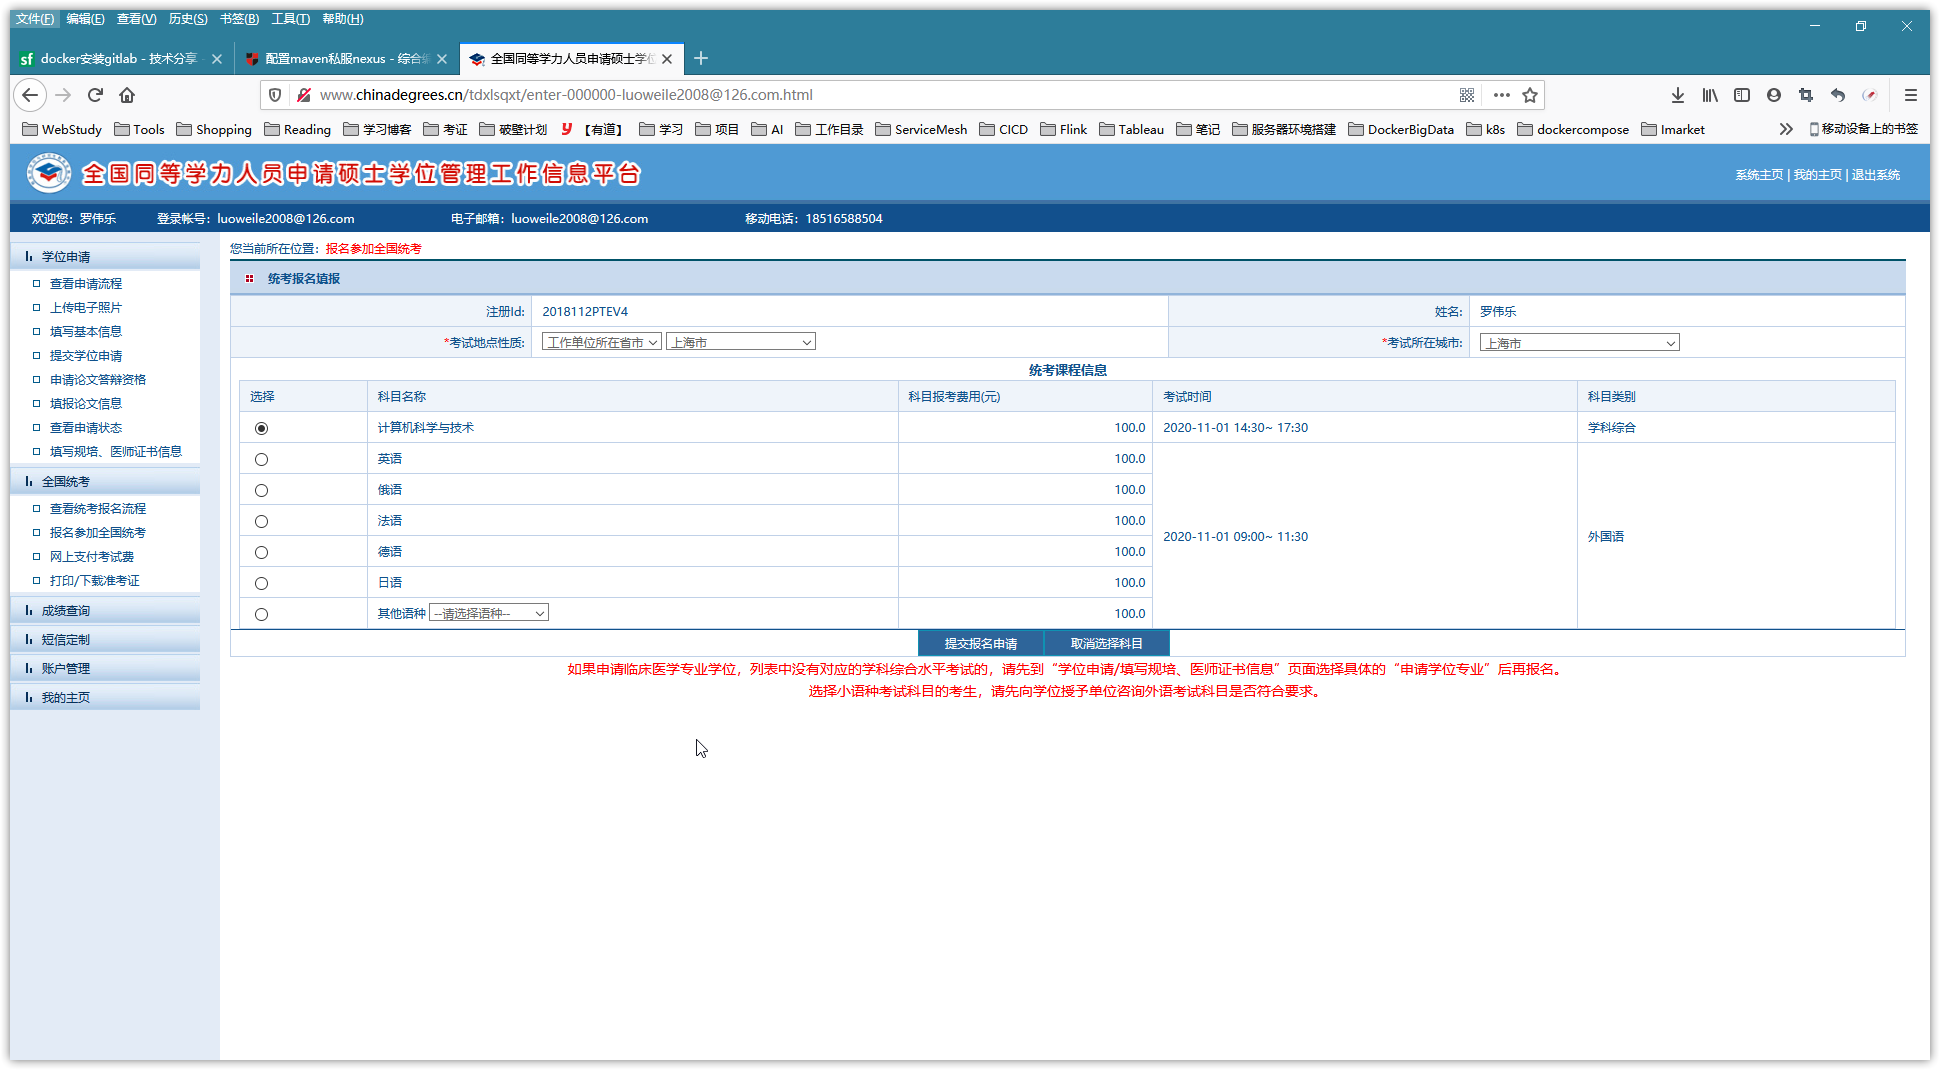 文件(F) 编辑(E) 查看(V) 历史(S) 书签(B) 工具(T) 帮助(H)
docker安装gitlab - 技术分享 配置maven私服nexus - 综合 全国同等学力人员申请硕士学位
www.chinadegrees.cn/tdxlsqxt/enter-000000-luoweile2008@126.com.html
WebStudy Tools Shopping Reading 学习博客 考证 破壁计划 【有道】 学习 项目 AI 工作目录 ServiceMesh CICD Flink Tableau 笔记 服务器环境搭建 DockerBigData k8s dockercompose Imarket 移动设备上的书签
全国同等学力人员申请硕士学位管理工作信息平台
系统主页 | 我的主页 | 退出系统
欢迎您：罗伟乐 登录帐号：luoweile2008@126.com 电子邮箱：luoweile2008@126.com 移动电话：18516588504
学位申请
查看申请流程
上传电子照片
填写基本信息
提交学位申请
申请论文答辩资格
填报论文信息
查看申请状态
填写规培、医师证书信息
全国统考
查看统考报名流程
报名参加全国统考
网上支付考试费
打印/下载准考证
成绩查询
短信定制
账户管理
我的主页
您当前所在位置：报名参加全国统考
统考报名填报
注册Id: 2018112PTEV4 姓名: 罗伟乐
*考试地点性质: 工作单位所在省市 上海市 *考试所在城市: 上海市
统考课程信息
选择 科目名称 科目报考费用(元) 考试时间 科目类别
计算机科学与技术 100.0 2020-11-01 14:30~ 17:30 学科综合
英语 100.0
俄语 100.0
法语 100.0
2020-11-01 09:00~ 11:30 外国语
德语 100.0
日语 100.0
其他语种 --请选择语种-- 100.0
提交报名申请 取消选择科目
如果申请临床医学专业学位，列表中没有对应的学科综合水平考试的，请先到“学位申请/填写规培、医师证书信息”页面选择具体的“申请学位专业”后再报名。
选择小语种考试科目的考生，请先向学位授予单位咨询外语考试科目是否符合要求。